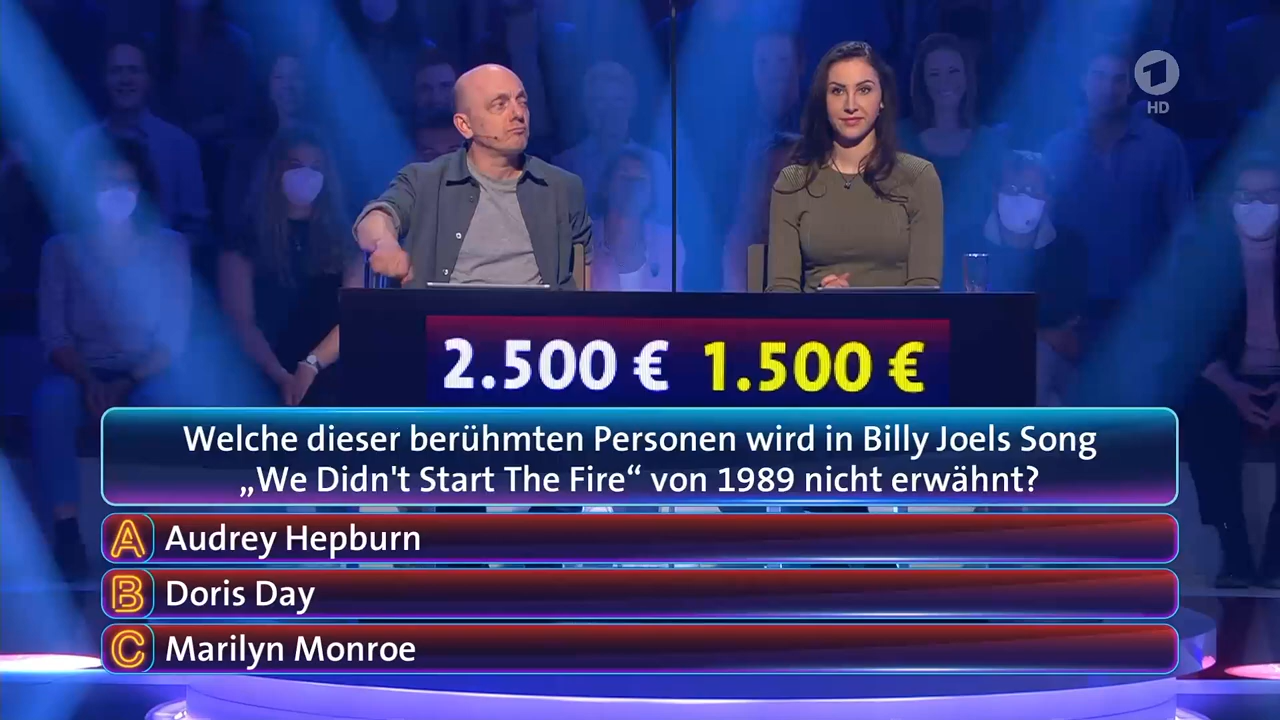 1
HD
2.500 € 1.500 €
Welche dieser berühmten Personen wird in Billy Joels Song
„We Didn't Start The Fire“ von 1989 nicht erwähnt?
A Audrey Hepburn
B Doris Day
C Marilyn Monroe